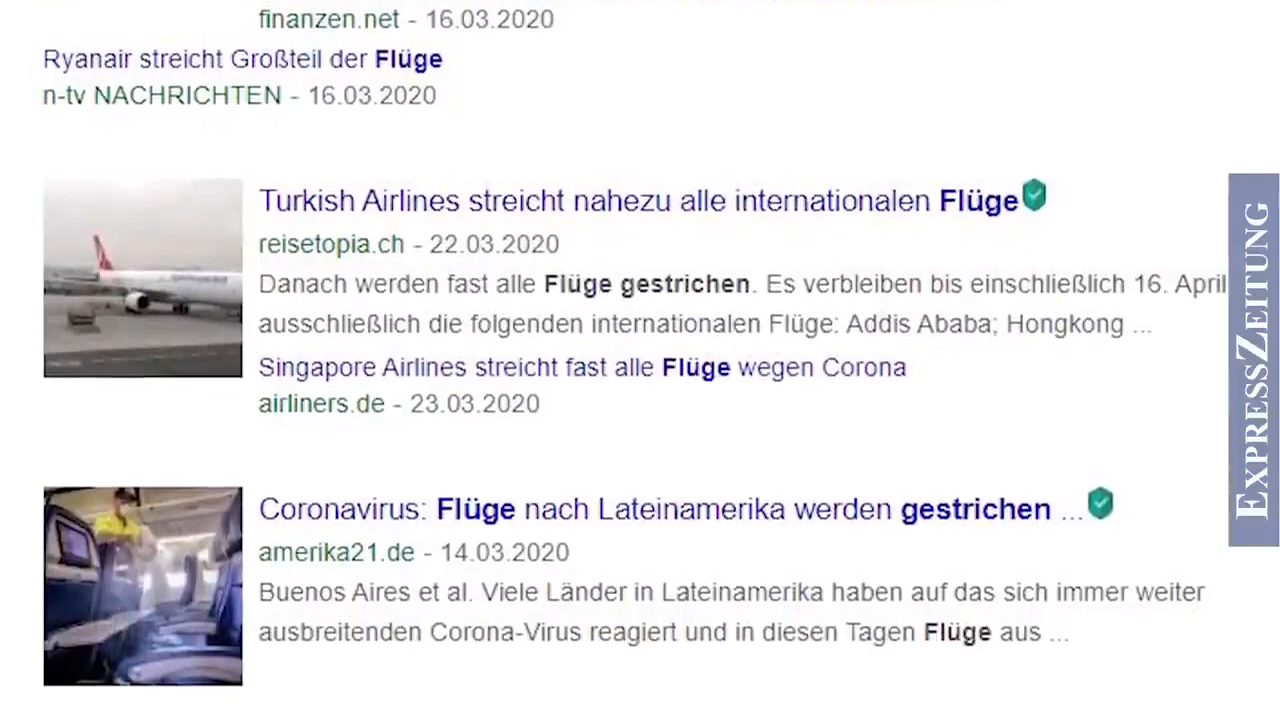 finanzen.net - 16.03.2020
Ryanair streicht Großteil der Flüge
n-tv NACHRICHTEN - 16.03.2020
Turkish Airlines streicht nahezu alle internationalen Flüge
reisetopia.ch - 22.03.2020
Danach werden fast alle Flüge gestrichen. Es verbleiben bis einschließlich 16. April
ausschließlich die folgenden internationalen Flüge: Addis Ababa; Hongkong ...
Singapore Airlines streicht fast alle Flüge wegen Corona
airliners.de - 23.03.2020
Coronavirus: Flüge nach Lateinamerika werden gestrichen ...
amerika21.de - 14.03.2020
Buenos Aires et al. Viele Länder in Lateinamerika haben auf das sich immer weiter
ausbreitenden Corona-Virus reagiert und in diesen Tagen Flüge aus ...
EXPRESSZEITUNG